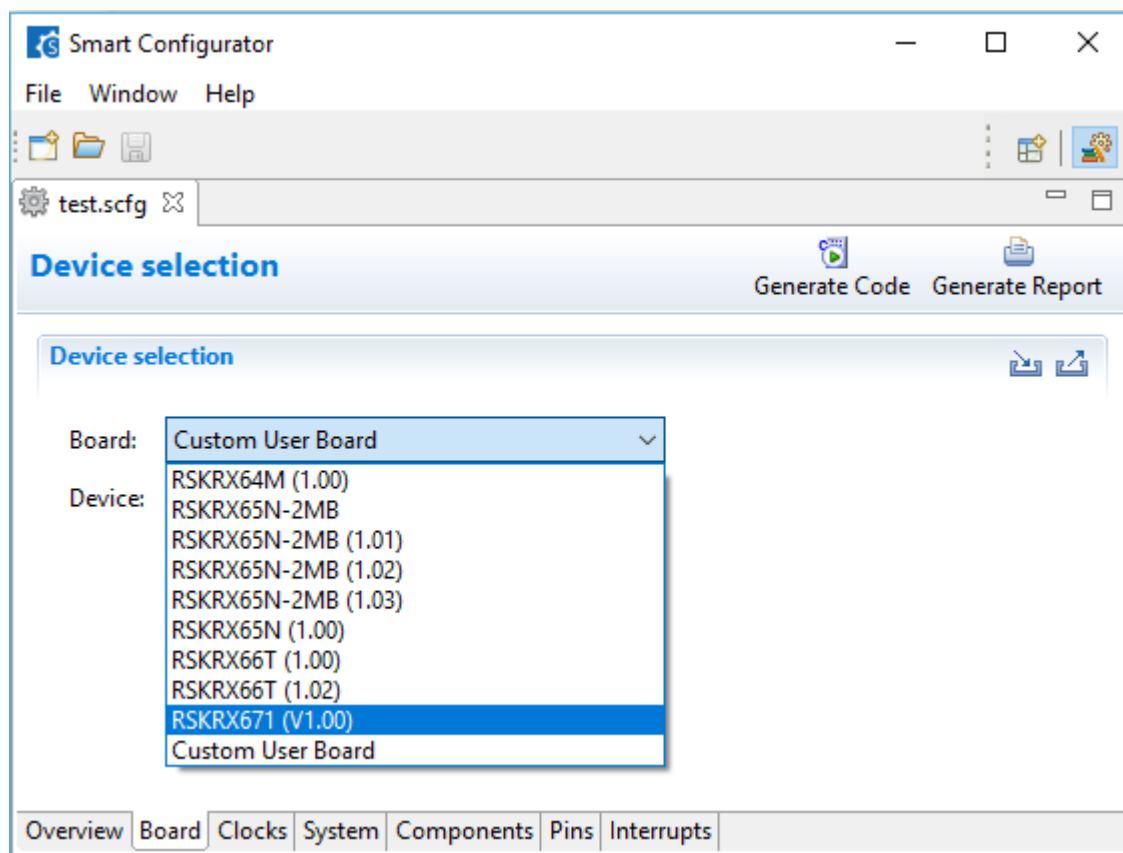 Smart Configurator
File Window Help
test.scfg
Device selection
Generate Code Generate Report
Device selection
Board: Custom User Board
Device:
RSKRX64M (1.00)
RSKRX65N-2MB
RSKRX65N-2MB (1.01)
RSKRX65N-2MB (1.02)
RSKRX65N-2MB (1.03)
RSKRX65N (1.00)
RSKRX66T (1.00)
RSKRX66T (1.02)
RSKRX671 (V1.00)
Custom User Board
Overview Board Clocks System Components Pins Interrupts